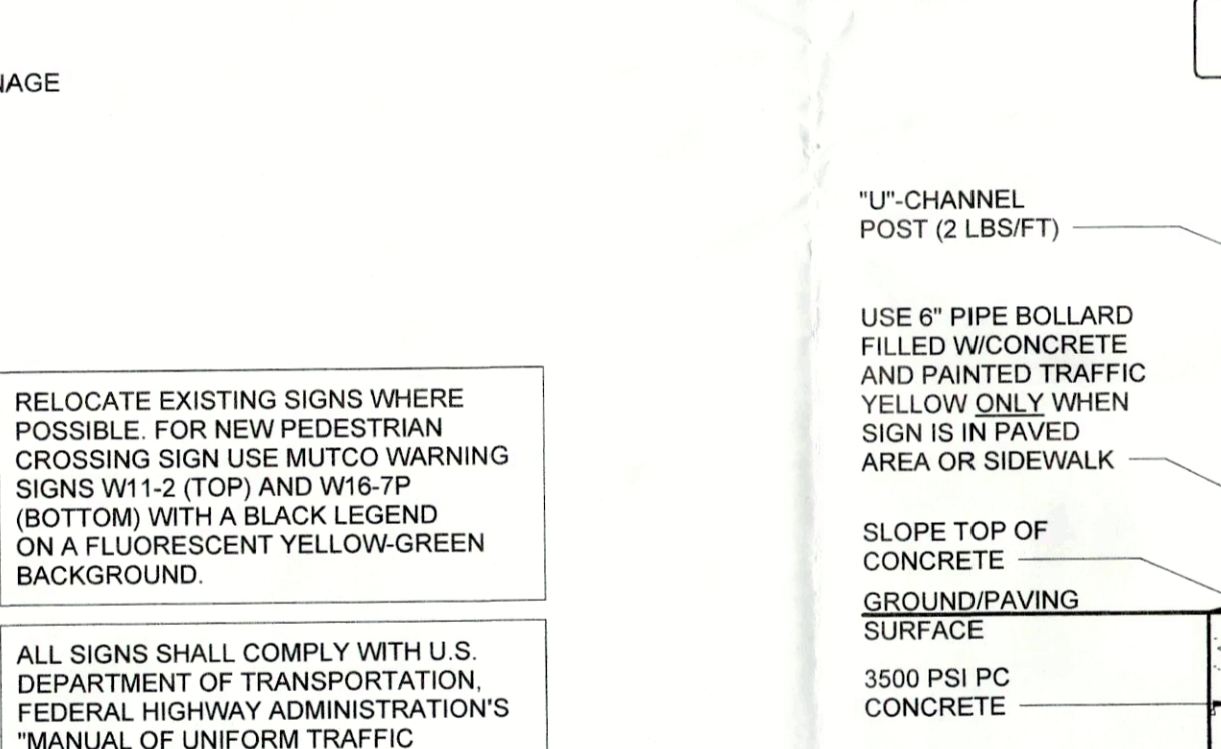 "U"-CHANNEL
POST (2 LBS/FT)
USE 6" PIPE BOLLARD
FILLED W/CONCRETE
AND PAINTED TRAFFIC
YELLOW ONLY WHEN
SIGN IS IN PAVED
AREA OR SIDEWALK
SLOPE TOP OF
CONCRETE
GROUND/PAVING
SURFACE
3500 PSI PC
CONCRETE
RELOCATE EXISTING SIGNS WHERE
POSSIBLE. FOR NEW PEDESTRIAN
CROSSING SIGN USE MUTCO WARNING
SIGNS W11-2 (TOP) AND W16-7P
(BOTTOM) WITH A BLACK LEGEND
ON A FLUORESCENT YELLOW-GREEN
BACKGROUND.
ALL SIGNS SHALL COMPLY WITH U.S.
DEPARTMENT OF TRANSPORTATION,
FEDERAL HIGHWAY ADMINISTRATION'S
"MANUAL OF UNIFORM TRAFFIC